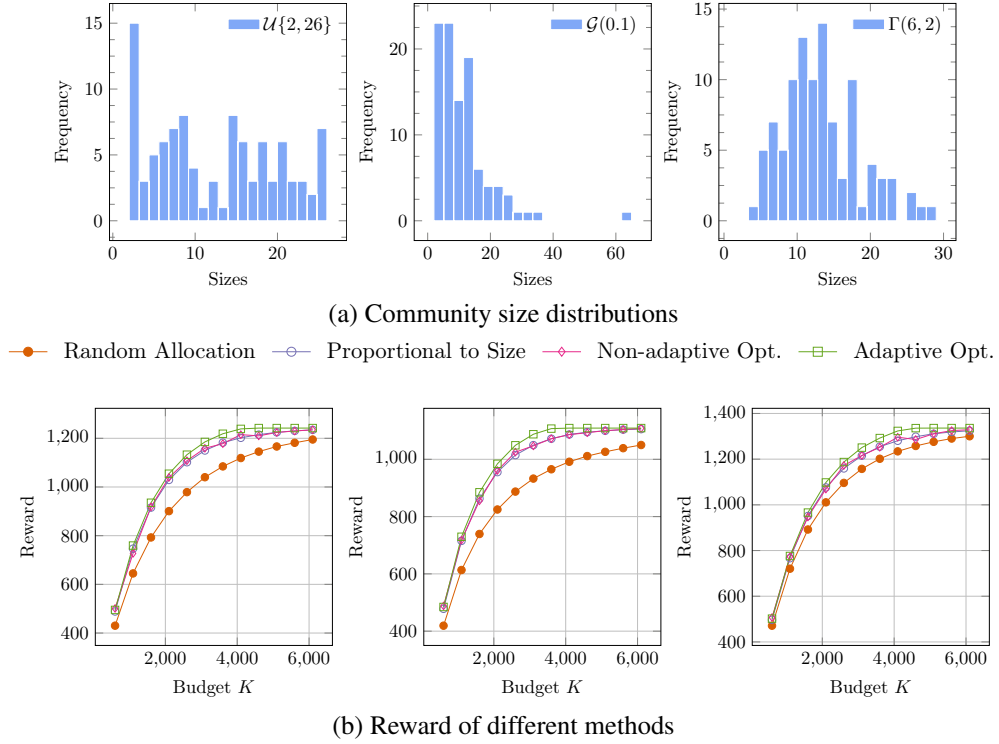 15
10
5
0
Frequency
0
10
20
Sizes
𝒰{2, 26}
20
10
0
Frequency
0
20
40
60
Sizes
𝒢(0.1)
15
10
5
0
Frequency
0
10
20
30
Sizes
Γ(6, 2)
(a) Community size distributions
Random Allocation Proportional to Size Non-adaptive Opt. Adaptive Opt.
1,200
1,000
800
600
400
Reward
2,000
4,000
6,000
Budget K
1,000
800
600
400
Reward
2,000
4,000
6,000
Budget K
1,400
1,200
1,000
800
600
400
Reward
2,000
4,000
6,000
Budget K
(b) Reward of different methods